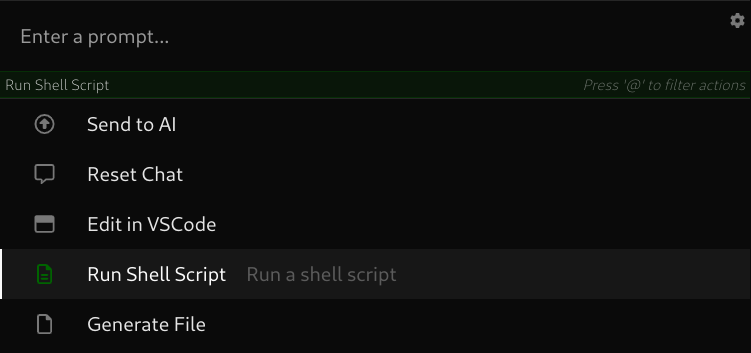 Enter a prompt...
Run Shell Script Press '@' to filter actions
Send to AI
Reset Chat
Edit in VSCode
Run Shell Script Run a shell script
Generate File